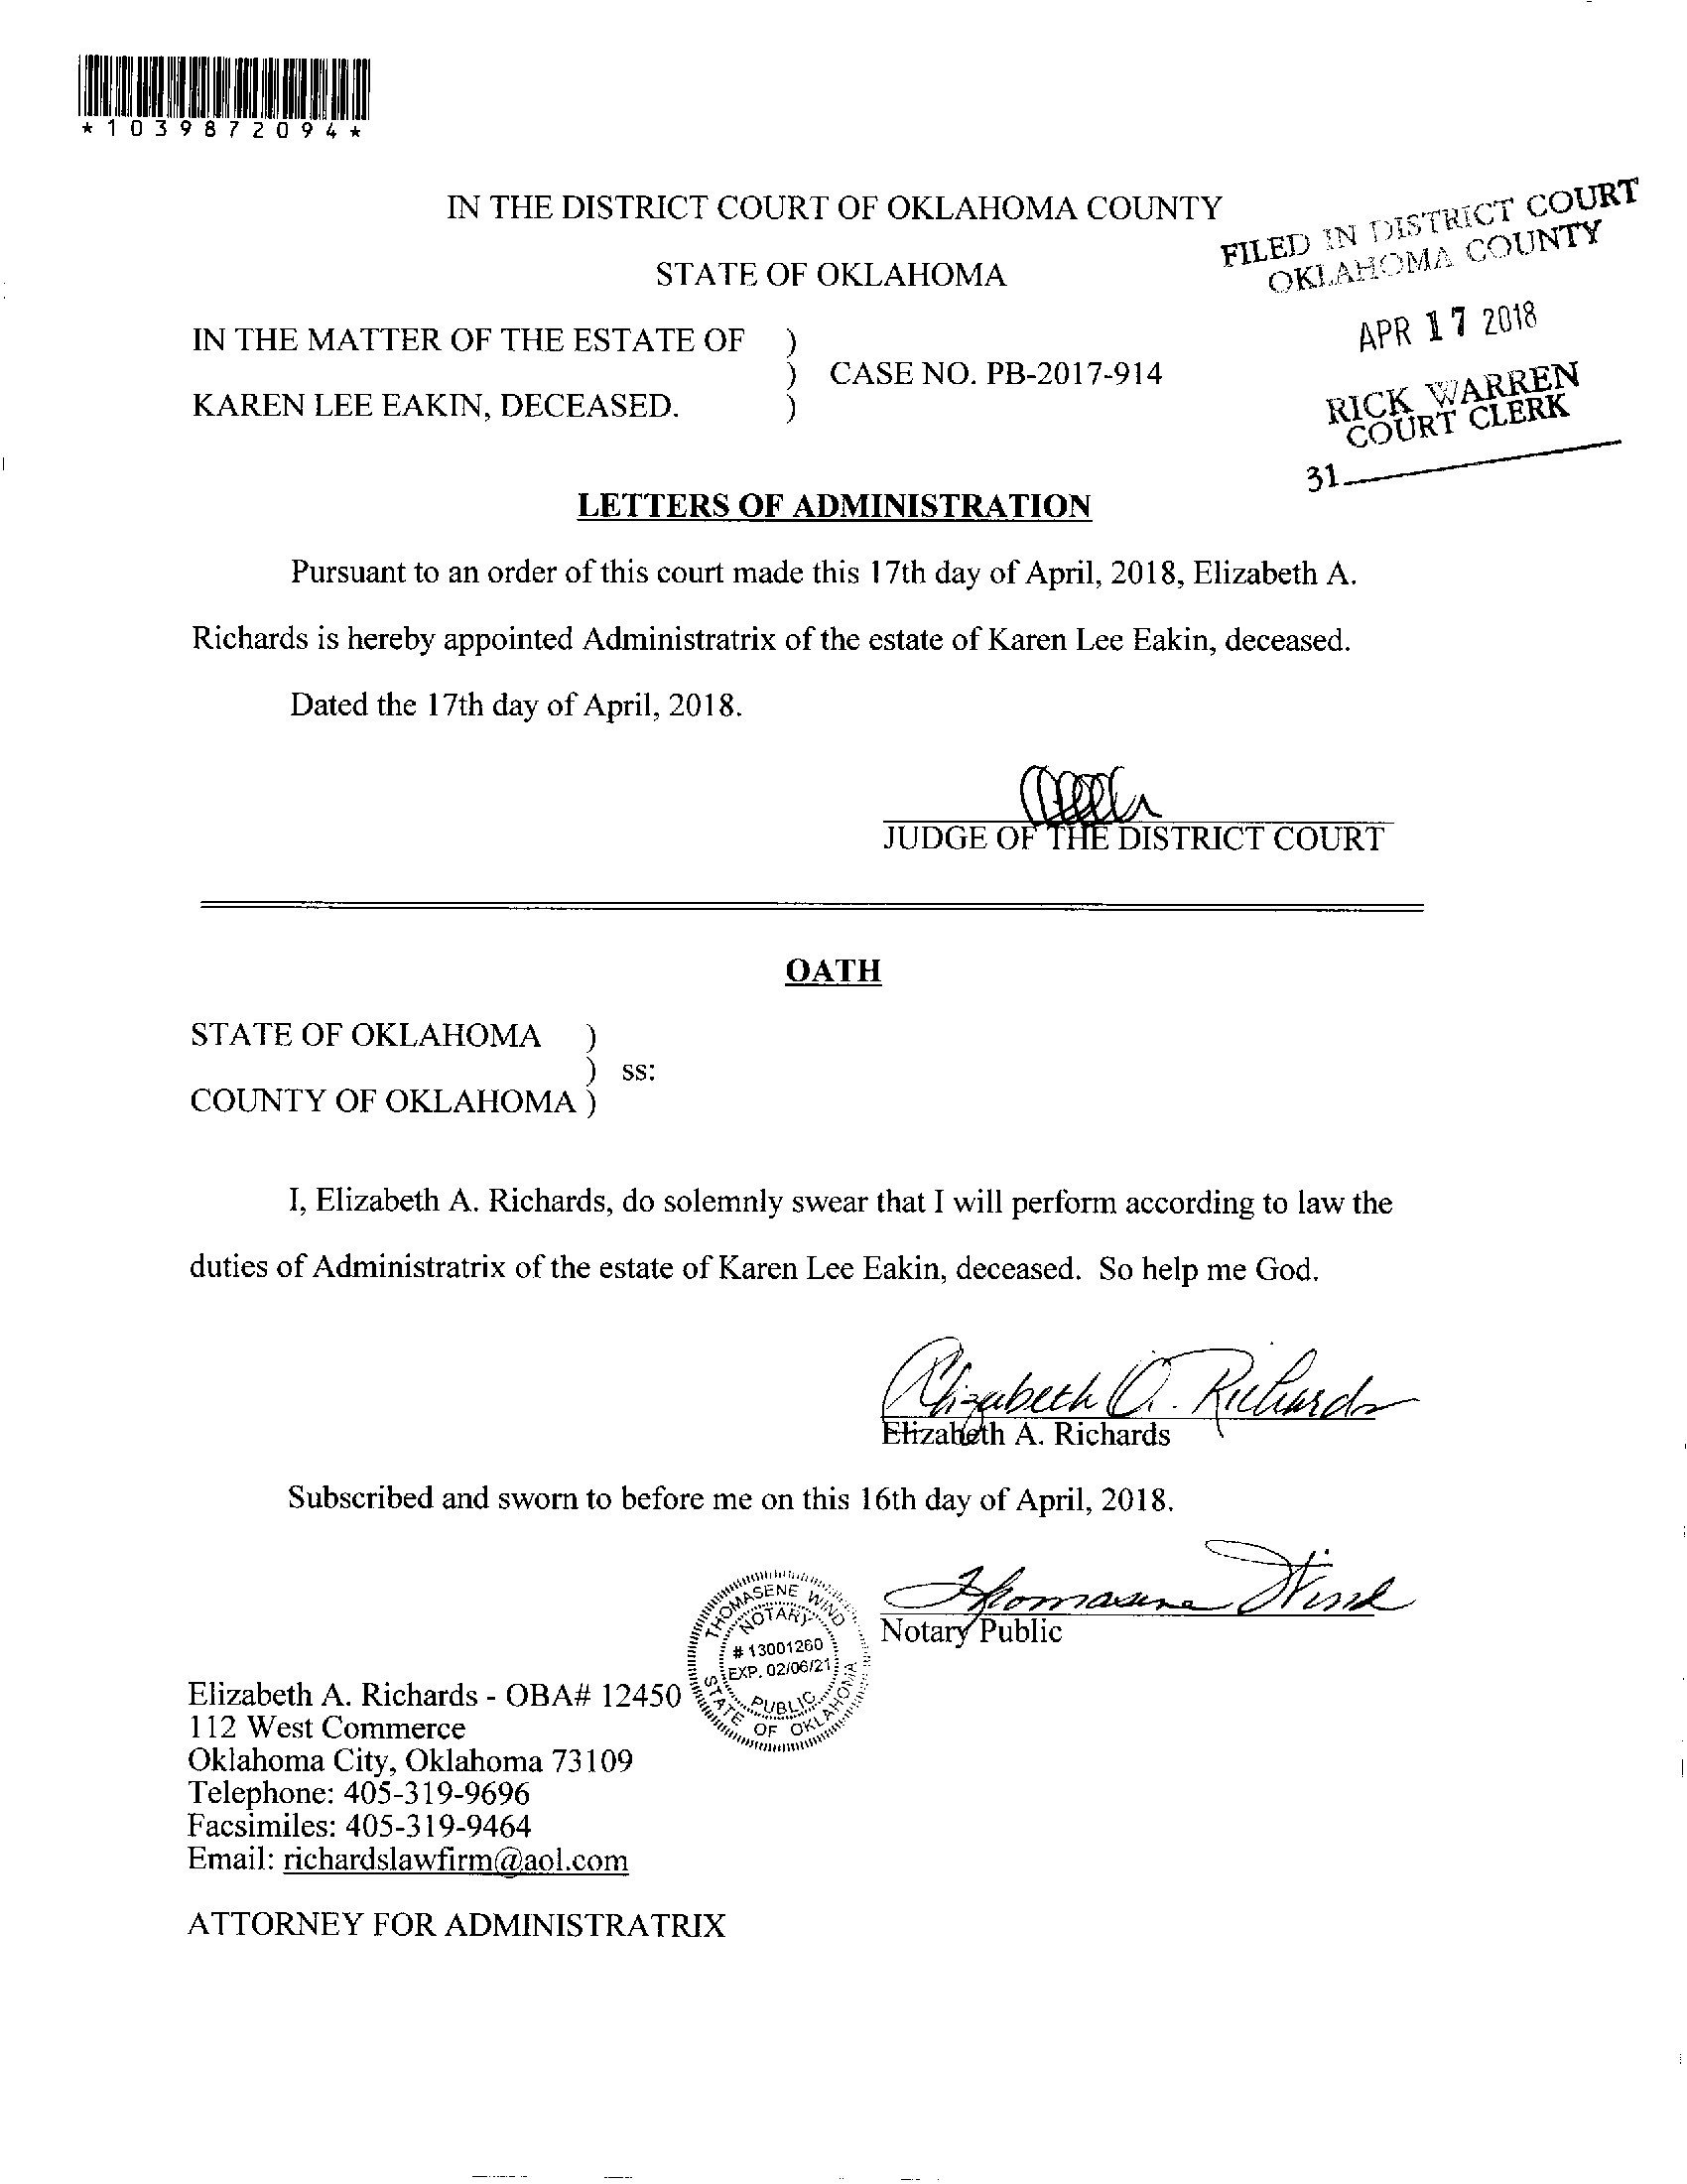 *1039872094*
IN THE DISTRICT COURT OF OKLAHOMA COUNTY
STATE OF OKLAHOMA
FILED IN DISTRICT COURT
OKLAHOMA COUNTY
APR 17 2018
RICK WARREN
COURT CLERK
31
IN THE MATTER OF THE ESTATE OF )
) CASE NO. PB-2017-914
KAREN LEE EAKIN, DECEASED. )
LETTERS OF ADMINISTRATION
Pursuant to an order of this court made this 17th day of April, 2018, Elizabeth A.
Richards is hereby appointed Administratrix of the estate of Karen Lee Eakin, deceased.
Dated the 17th day of April, 2018.
JUDGE OF THE DISTRICT COURT
OATH
STATE OF OKLAHOMA )
) ss:
COUNTY OF OKLAHOMA )
I, Elizabeth A. Richards, do solemnly swear that I will perform according to law the
duties of Administratrix of the estate of Karen Lee Eakin, deceased. So help me God.
Elizabeth A. Richards
Elizabeth A. Richards
Subscribed and sworn to before me on this 16th day of April, 2018.
Thomasene Wind
Notary Public
THOMASENE WIND
NOTARY
# 13001260
EXP. 02/06/21
PUBLIC
STATE OF OKLAHOMA
Elizabeth A. Richards - OBA# 12450
112 West Commerce
Oklahoma City, Oklahoma 73109
Telephone: 405-319-9696
Facsimiles: 405-319-9464
Email: richardslawfirm@aol.com
ATTORNEY FOR ADMINISTRATRIX